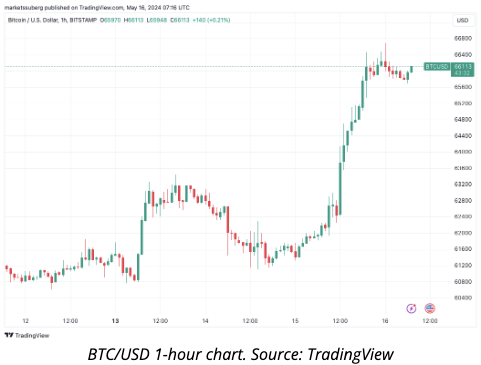 marketssuberg published on TradingView.com, May 16, 2024 07:16 UTC
Bitcoin / U.S. Dollar, 1h, BITSTAMP O65970 H66113 L65948 C66113 +140 (+0.21%)
USD
66800
BTCUSD 66113
43:32
65600
65200
64800
64400
64000
63600
63200
62800
62400
62000
61600
61200
60800
60400
12 12:00 13 12:00 14 12:00 15 12:00 16 12:00
TradingView
BTC/USD 1-hour chart. Source: TradingView